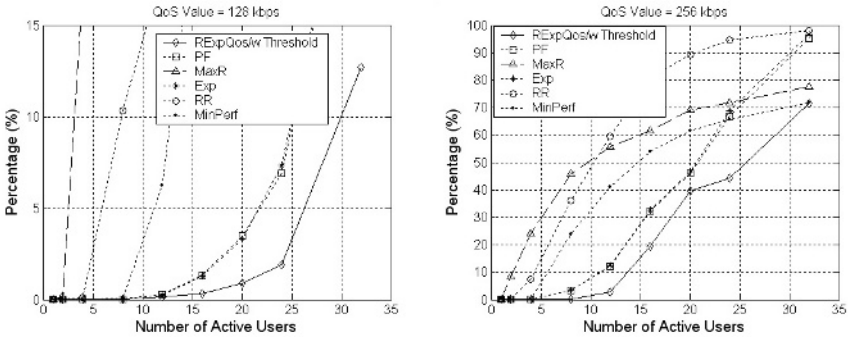 QoS Value = 128 kbps
15
10
5
0
Percentage (%)
RExpQos/w Threshold
PF
MaxR
Exp
RR
MinPerf
0 5 10 15 20 25 30 35
Number of Active Users
QoS Value = 256 kbps
100
90
80
70
60
50
40
30
20
10
0
Percentage (%)
RExpQos/w Threshold
PF
MaxR
Exp
RR
MinPerf
0 5 10 15 20 25 30 35
Number of Active Users